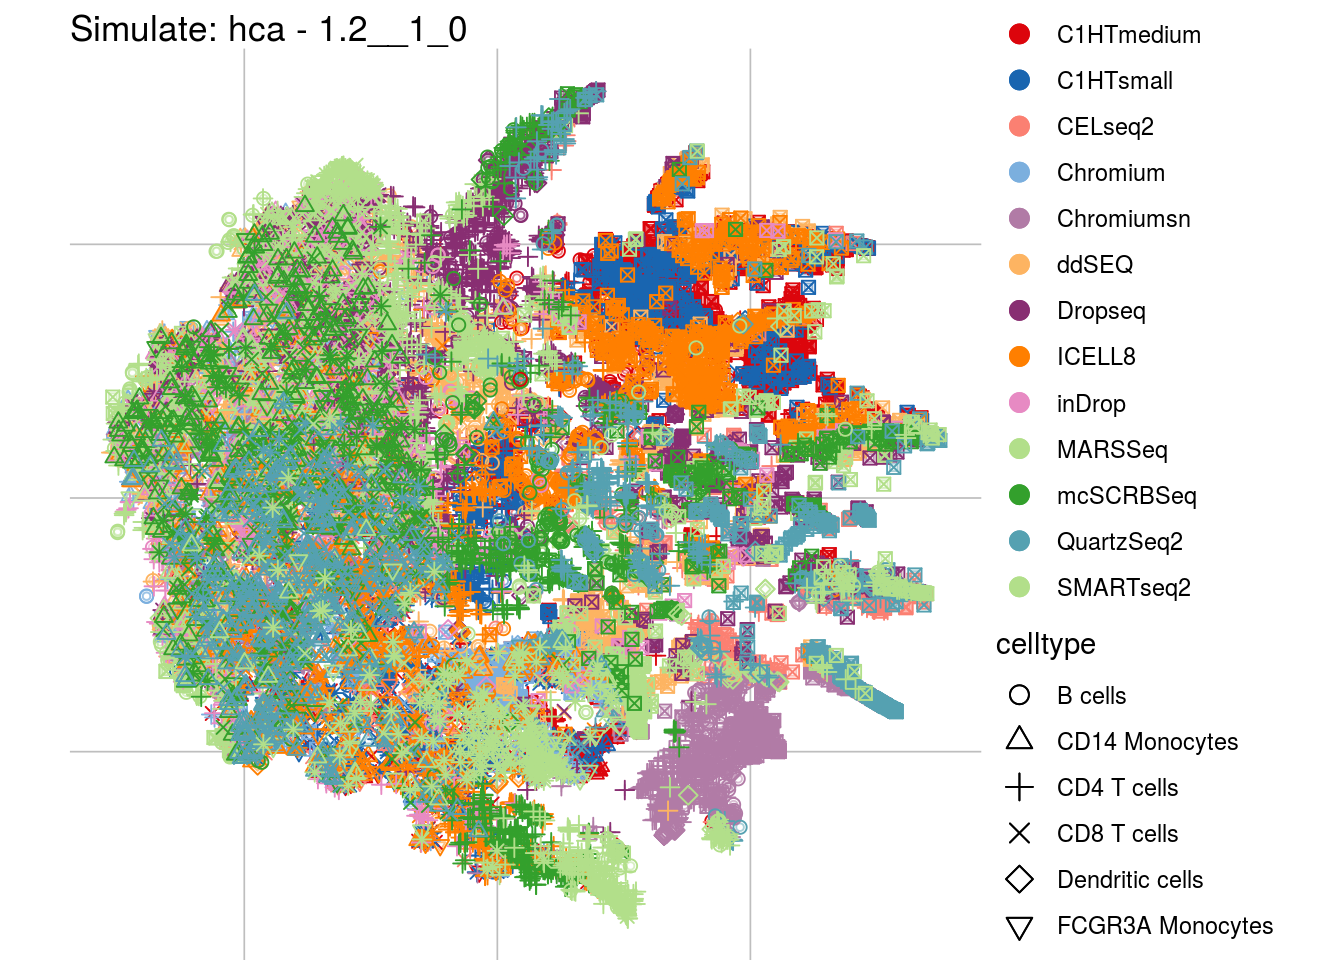 Simulate: hca - 1.2__1_0
C1HTmedium
C1HTsmall
CELseq2
Chromium
Chromiumsn
ddSEQ
Dropseq
ICELL8
inDrop
MARSSeq
mcSCRBSeq
QuartzSeq2
SMARTseq2
celltype
B cells
CD14 Monocytes
CD4 T cells
CD8 T cells
Dendritic cells
FCGR3A Monocytes